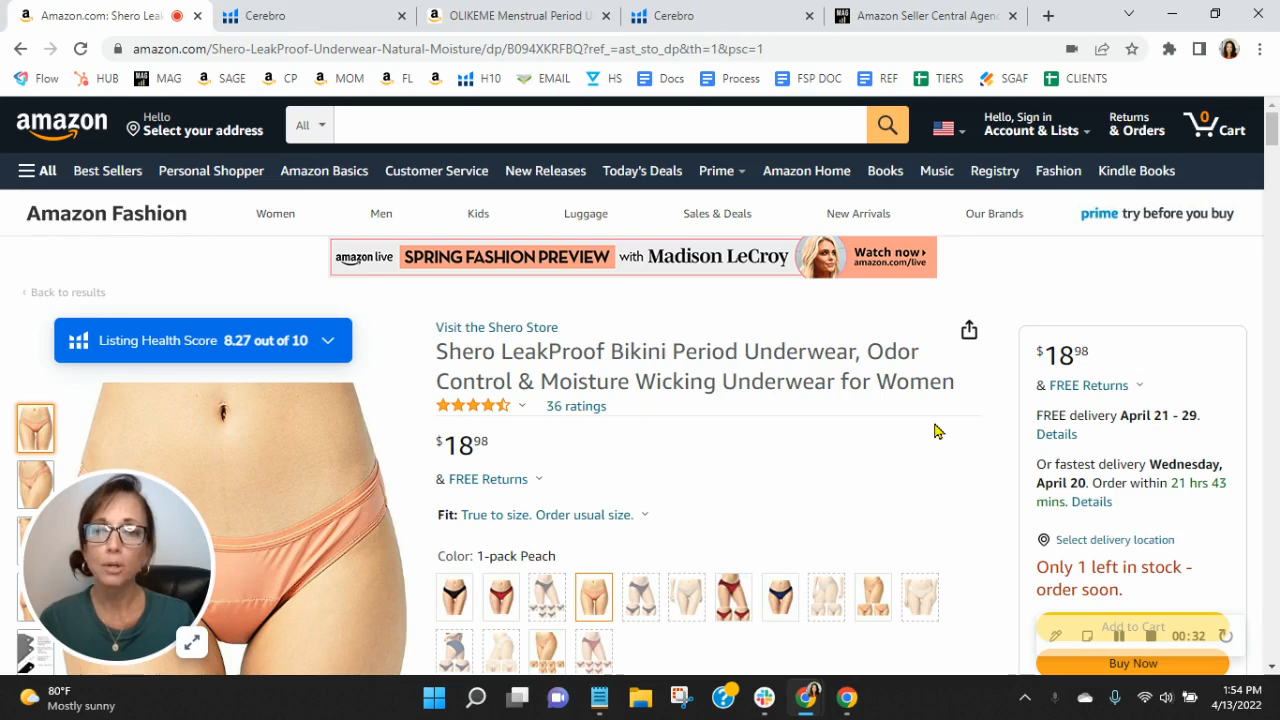 Amazon.com: Shero Leak
Cerebro
OLIKEME Menstrual Period U
Cerebro
Amazon Seller Central Agenc
amazon.com/Shero-LeakProof-Underwear-Natural-Moisture/dp/B094XKRFBQ?ref_=ast_sto_dp&th=1&psc=1
Flow HUB MAG SAGE CP MOM FL H10 EMAIL HS Docs Process FSP DOC REF TIERS SGAF CLIENTS
amazon
Hello
Select your address
All
Hello, Sign in
Account & Lists
Returns
& Orders
0
Cart
All Best Sellers Personal Shopper Amazon Basics Customer Service New Releases Today's Deals Prime Amazon Home Books Music Registry Fashion Kindle Books
Amazon Fashion Women Men Kids Luggage Sales & Deals New Arrivals Our Brands prime try before you buy
amazon live SPRING FASHION PREVIEW with Madison LeCroy Watch now
amazon.com/live
‹ Back to results
Listing Health Score 8.27 out of 10
Visit the Shero Store
Shero LeakProof Bikini Period Underwear, Odor
Control & Moisture Wicking Underwear for Women
36 ratings
$18 98
& FREE Returns
Fit: True to size. Order usual size.
Color: 1-pack Peach
$18 98
& FREE Returns
FREE delivery April 21 - 29.
Details
Or fastest delivery Wednesday,
April 20. Order within 21 hrs 43
mins. Details
Select delivery location
Only 1 left in stock -
order soon.
Add to Cart
00:32
Buy Now
80°F
Mostly sunny
1:54 PM
4/13/2022